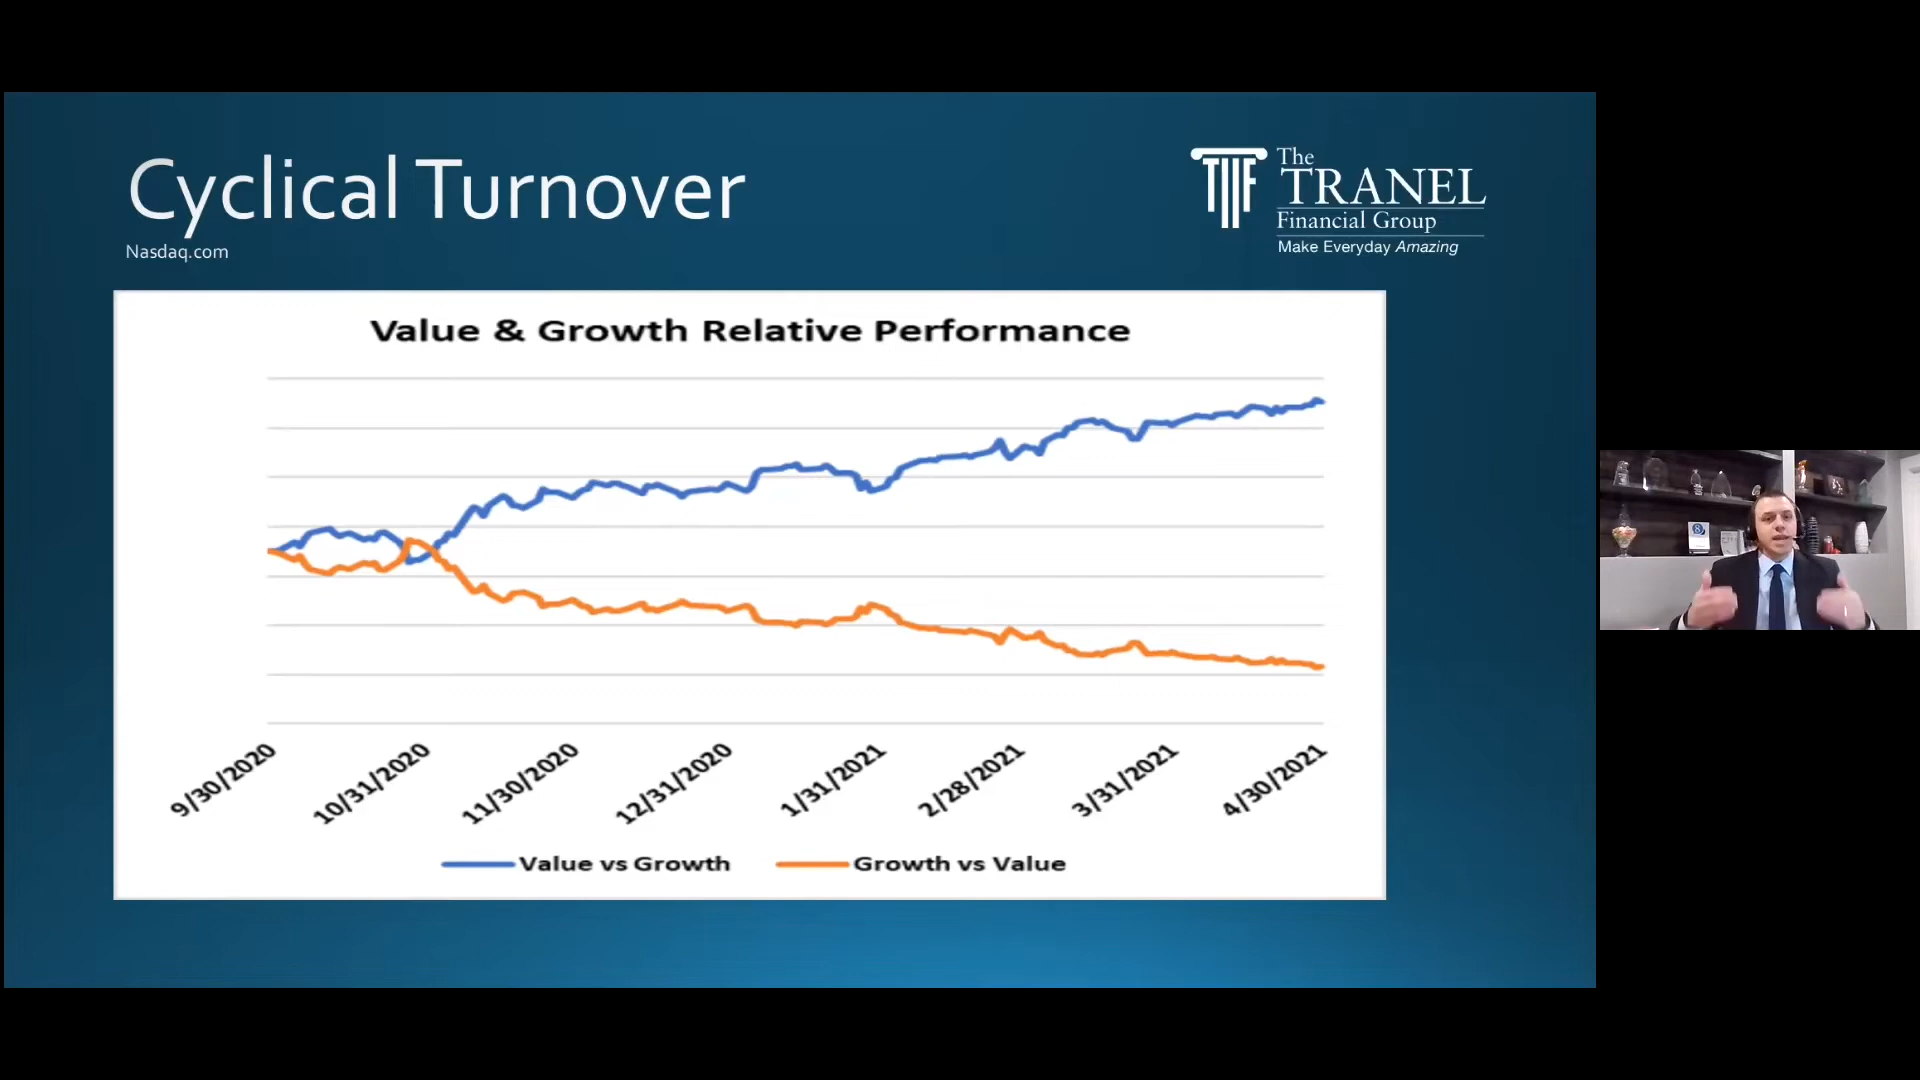 Cyclical Turnover
Nasdaq.com
The
TRANEL
Financial Group
Make Everyday Amazing
Value & Growth Relative Performance
9/30/2020
10/31/2020
11/30/2020
12/31/2020
1/31/2021
2/28/2021
3/31/2021
4/30/2021
Value vs Growth
Growth vs Value